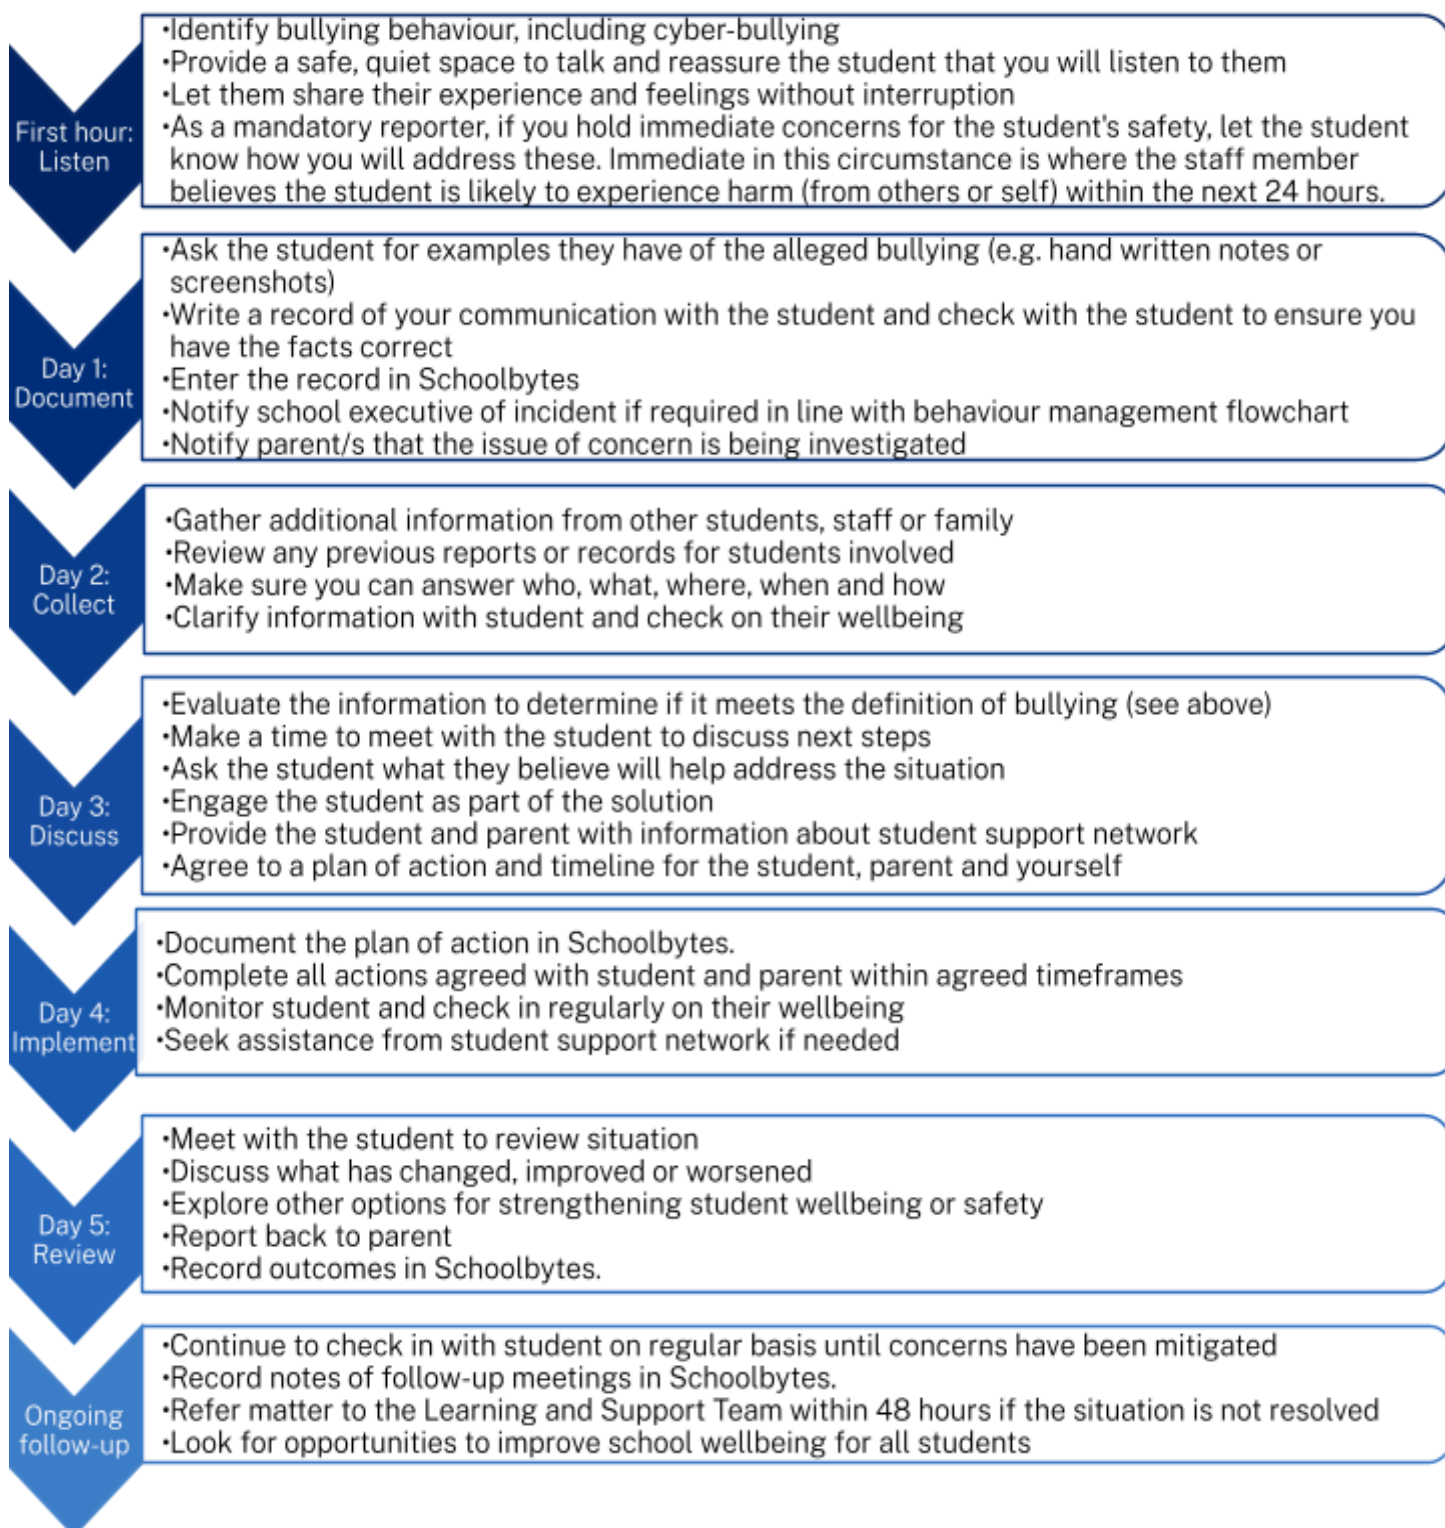 First hour:
Listen
•Identify bullying behaviour, including cyber-bullying
•Provide a safe, quiet space to talk and reassure the student that you will listen to them
•Let them share their experience and feelings without interruption
•As a mandatory reporter, if you hold immediate concerns for the student's safety, let the student
know how you will address these. Immediate in this circumstance is where the staff member
believes the student is likely to experience harm (from others or self) within the next 24 hours.
Day 1:
Document
•Ask the student for examples they have of the alleged bullying (e.g. hand written notes or
screenshots)
•Write a record of your communication with the student and check with the student to ensure you
have the facts correct
•Enter the record in Schoolbytes
•Notify school executive of incident if required in line with behaviour management flowchart
•Notify parent/s that the issue of concern is being investigated
Day 2:
Collect
•Gather additional information from other students, staff or family
•Review any previous reports or records for students involved
•Make sure you can answer who, what, where, when and how
•Clarify information with student and check on their wellbeing
Day 3:
Discuss
•Evaluate the information to determine if it meets the definition of bullying (see above)
•Make a time to meet with the student to discuss next steps
•Ask the student what they believe will help address the situation
•Engage the student as part of the solution
•Provide the student and parent with information about student support network
•Agree to a plan of action and timeline for the student, parent and yourself
Day 4:
Implement
•Document the plan of action in Schoolbytes.
•Complete all actions agreed with student and parent within agreed timeframes
•Monitor student and check in regularly on their wellbeing
•Seek assistance from student support network if needed
Day 5:
Review
•Meet with the student to review situation
•Discuss what has changed, improved or worsened
•Explore other options for strengthening student wellbeing or safety
•Report back to parent
•Record outcomes in Schoolbytes.
Ongoing
follow-up
•Continue to check in with student on regular basis until concerns have been mitigated
•Record notes of follow-up meetings in Schoolbytes.
•Refer matter to the Learning and Support Team within 48 hours if the situation is not resolved
•Look for opportunities to improve school wellbeing for all students